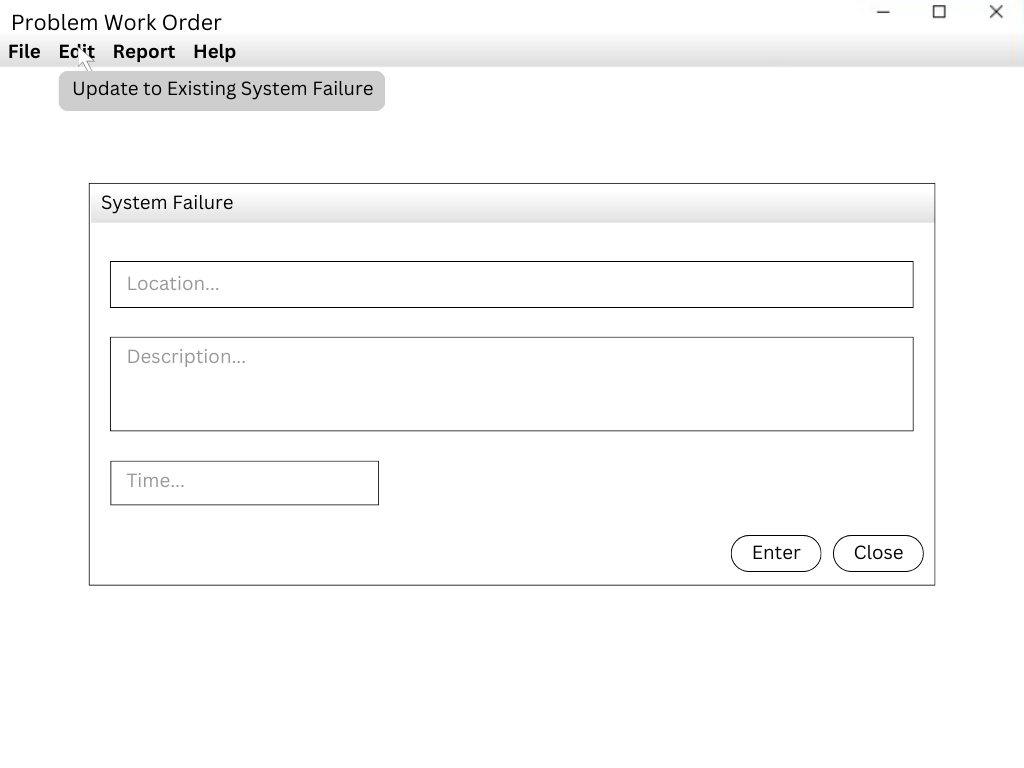 Problem Work Order
File Edit Report Help
Update to Existing System Failure
System Failure
Location...
Description...
Time...
Enter Close